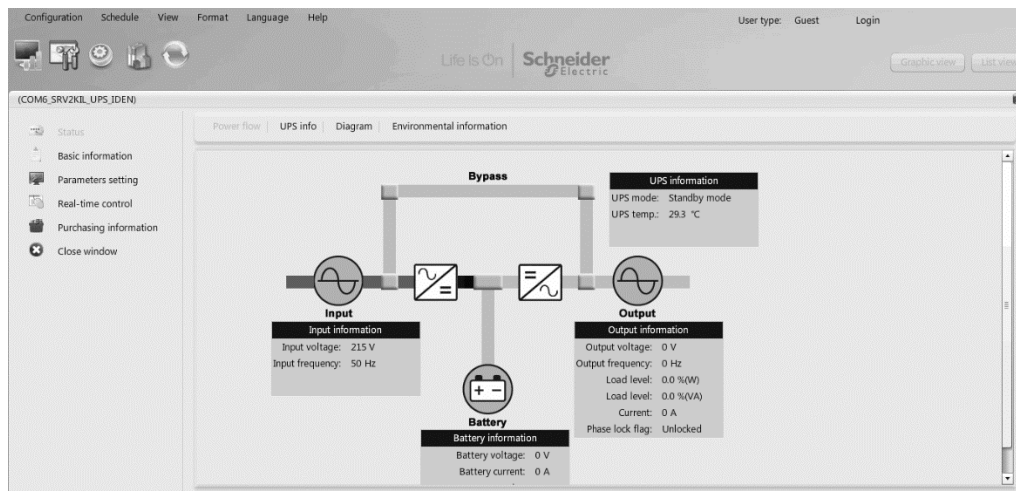 Configuration Schedule View Format Language Help User type: Guest Login
Life Is On Schneider Electric
Graphic view List view
(COM6_SRV2KIL_UPS_IDEN)
Status
Basic information
Parameters setting
Real-time control
Purchasing information
Close window
Power flow UPS info Diagram Environmental information
Bypass
UPS information
UPS mode: Standby mode
UPS temp.: 29.3 °C
Input
Input information
Input voltage: 215 V
Input frequency: 50 Hz
Output
Output information
Output voltage: 0 V
Output frequency: 0 Hz
Load level: 0.0 %(W)
Load level: 0.0 %(VA)
Current: 0 A
Phase lock flag: Unlocked
Battery
Battery information
Battery voltage: 0 V
Battery current: 0 A